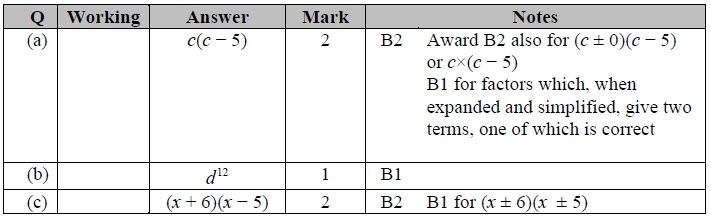 Q Working Answer Mark Notes
(a) c(c − 5) 2 B2 Award B2 also for (c ± 0)(c − 5)
or c×(c − 5)
B1 for factors which, when
expanded and simplified, give two
terms, one of which is correct
(b) d¹² 1 B1
(c) (x + 6)(x − 5) 2 B2 B1 for (x ± 6)(x ± 5)